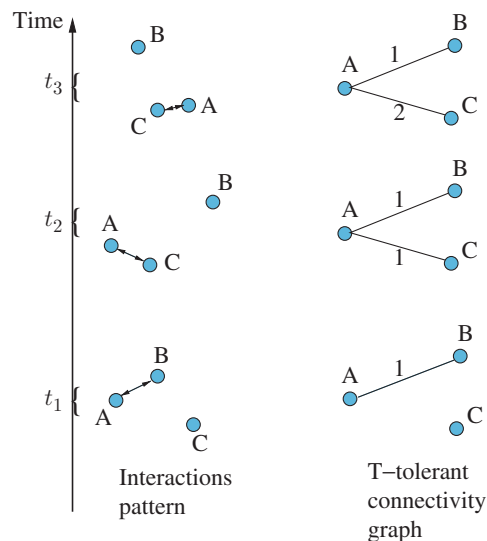 Time
B
t3 {
C
A
A
1
2
B
C
t2 {
A
C
B
A
1
1
B
C
t1 {
A
B
C
A
1
B
C
Interactions
pattern
T–tolerant
connectivity
graph